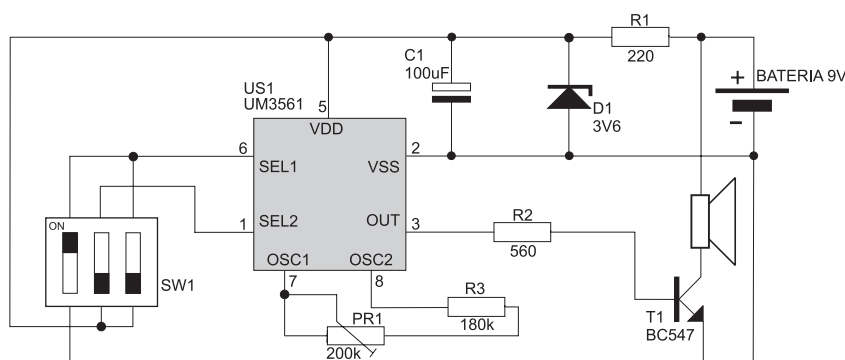 R1
220
C1
100uF
+
BATERIA 9V
-
D1
3V6
US1
UM3561
5
VDD
6
SEL1
VSS
2
1
SEL2
OUT
3
R2
560
ON
SW1
OSC1
OSC2
7
8
R3
180k
PR1
200k
T1
BC547